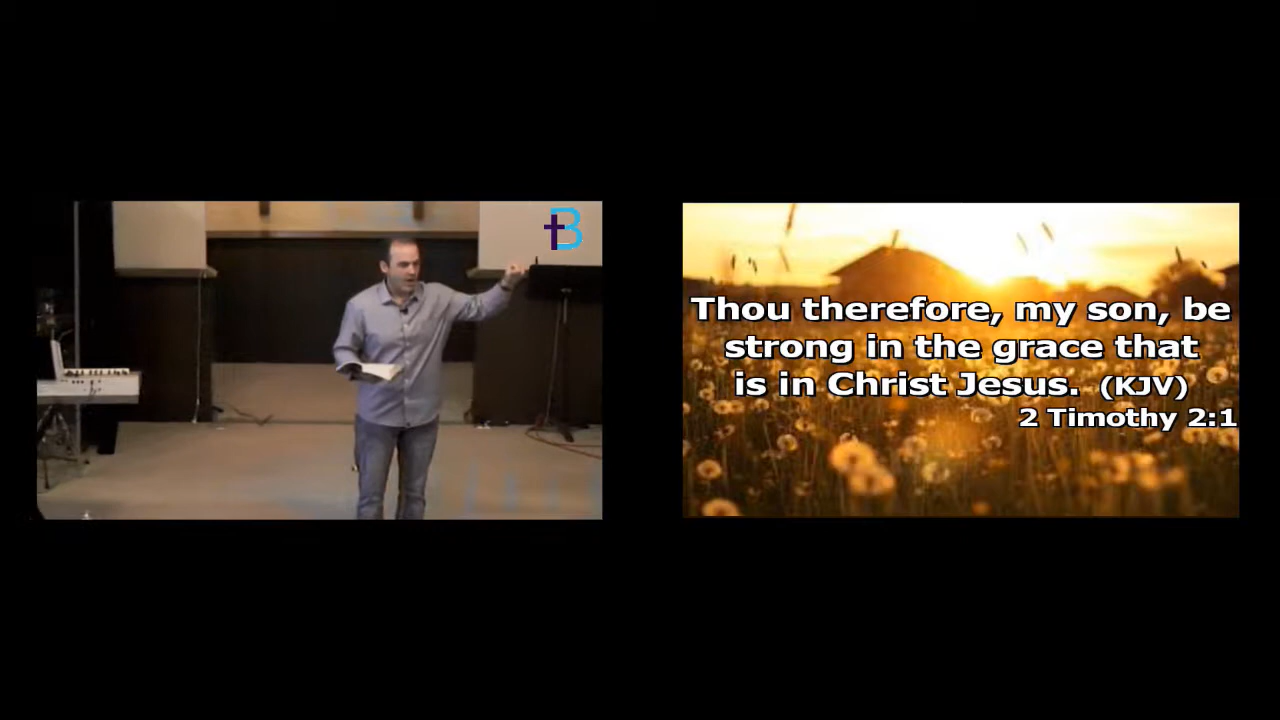 tB
Thou therefore, my son, be
strong in the grace that
is in Christ Jesus. (KJV)
2 Timothy 2:1